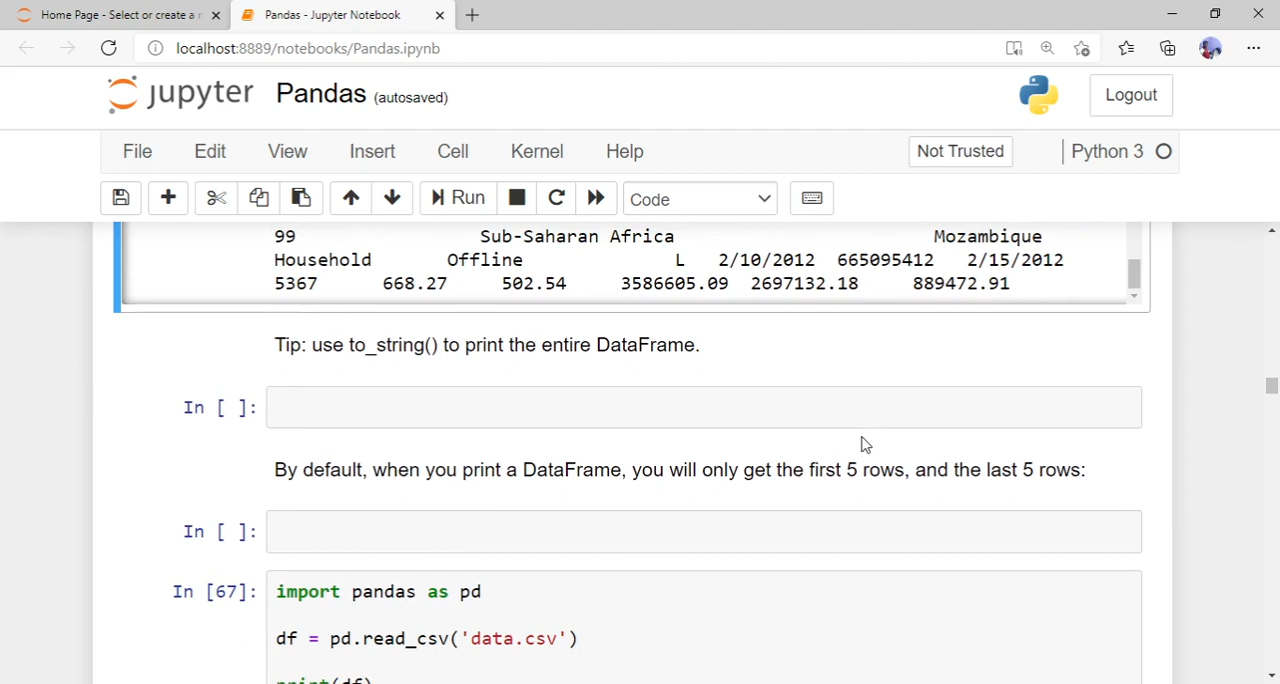 Home Page - Select or create a n
Pandas - Jupyter Notebook
localhost:8889/notebooks/Pandas.ipynb
jupyter Pandas (autosaved)
Logout
File Edit View Insert Cell Kernel Help Not Trusted Python 3
Run Code
99 Sub-Saharan Africa Mozambique
Household Offline L 2/10/2012 665095412 2/15/2012
5367 668.27 502.54 3586605.09 2697132.18 889472.91
Tip: use to_string() to print the entire DataFrame.
In [ ]:
By default, when you print a DataFrame, you will only get the first 5 rows, and the last 5 rows:
In [ ]:
In [67]: import pandas as pd
df = pd.read_csv('data.csv')
print(df)